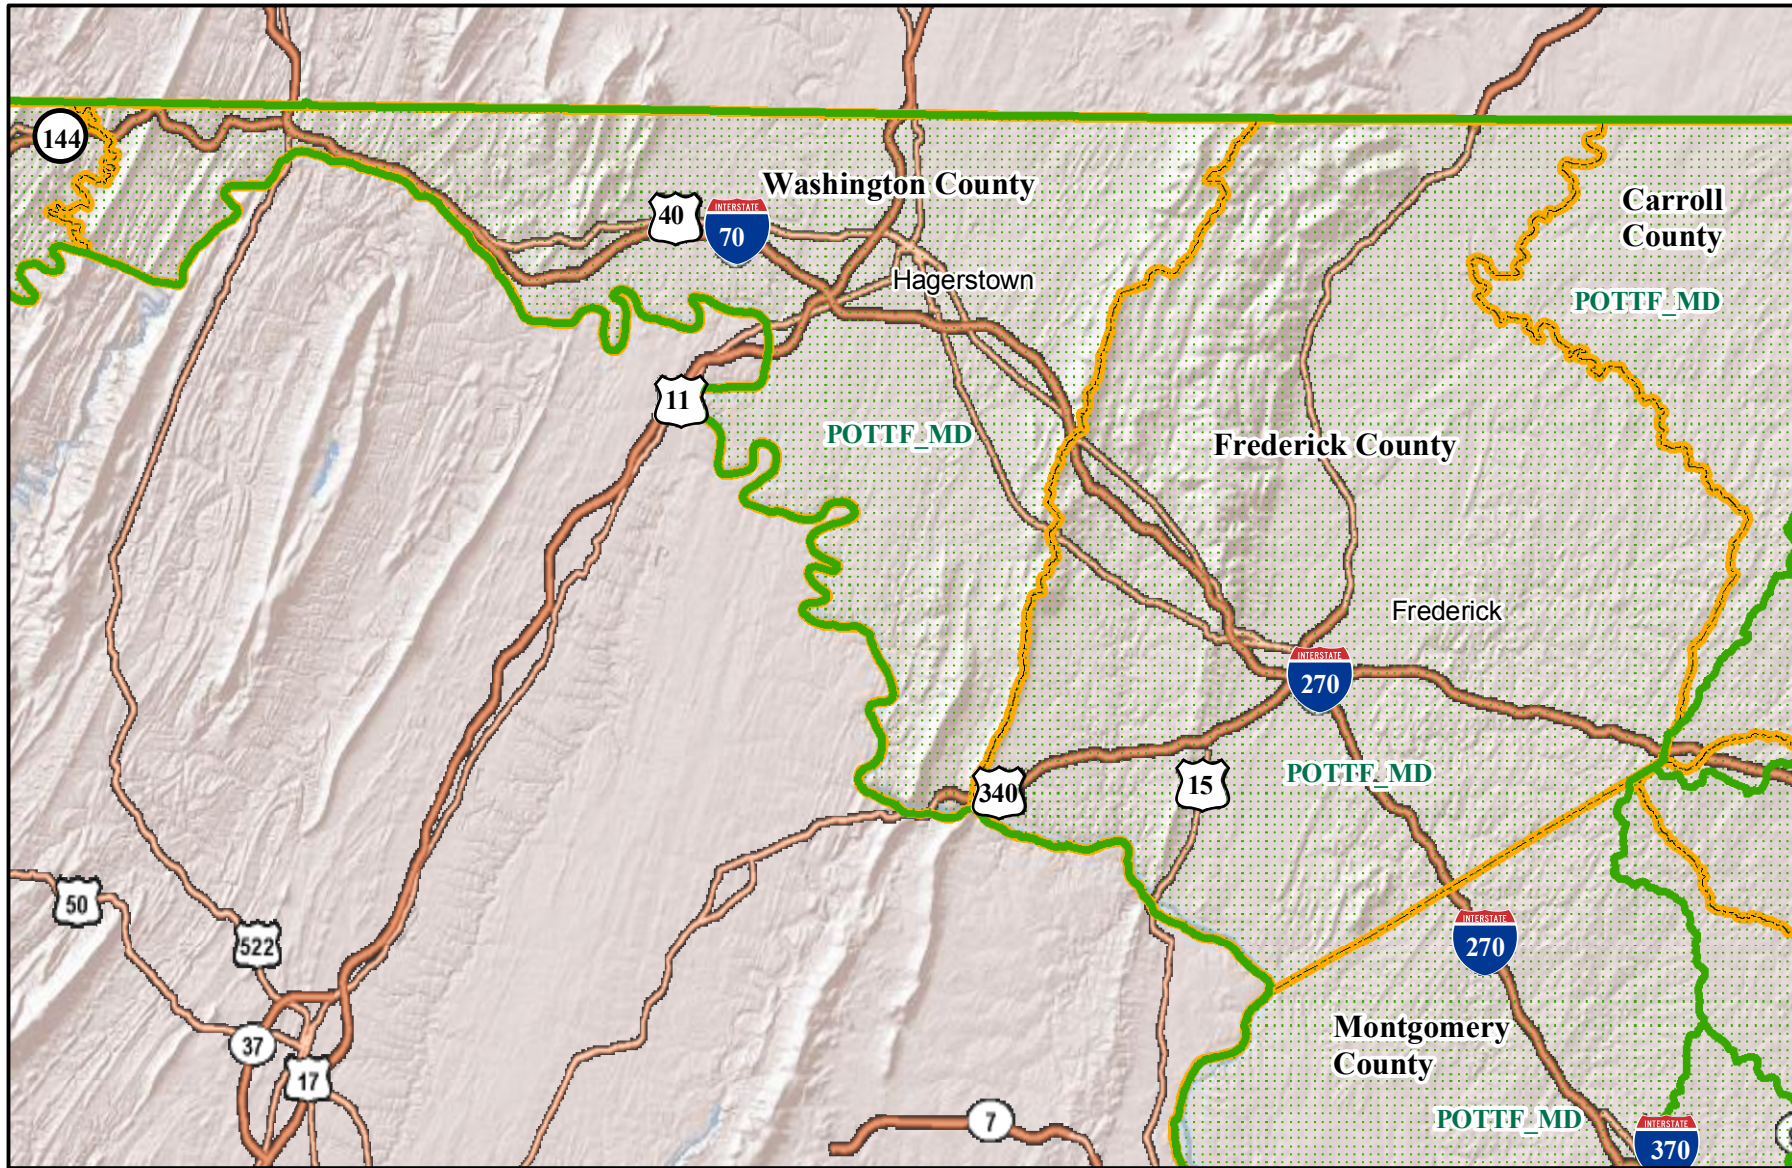 144
Washington County
40
INTERSTATE
70
Carroll
County
Hagerstown
POTTF_MD
11
POTTF_MD
Frederick County
Frederick
INTERSTATE
270
340
15
POTTF_MD
50
522
INTERSTATE
270
37
17
Montgomery
County
7
POTTF_MD
INTERSTATE
370